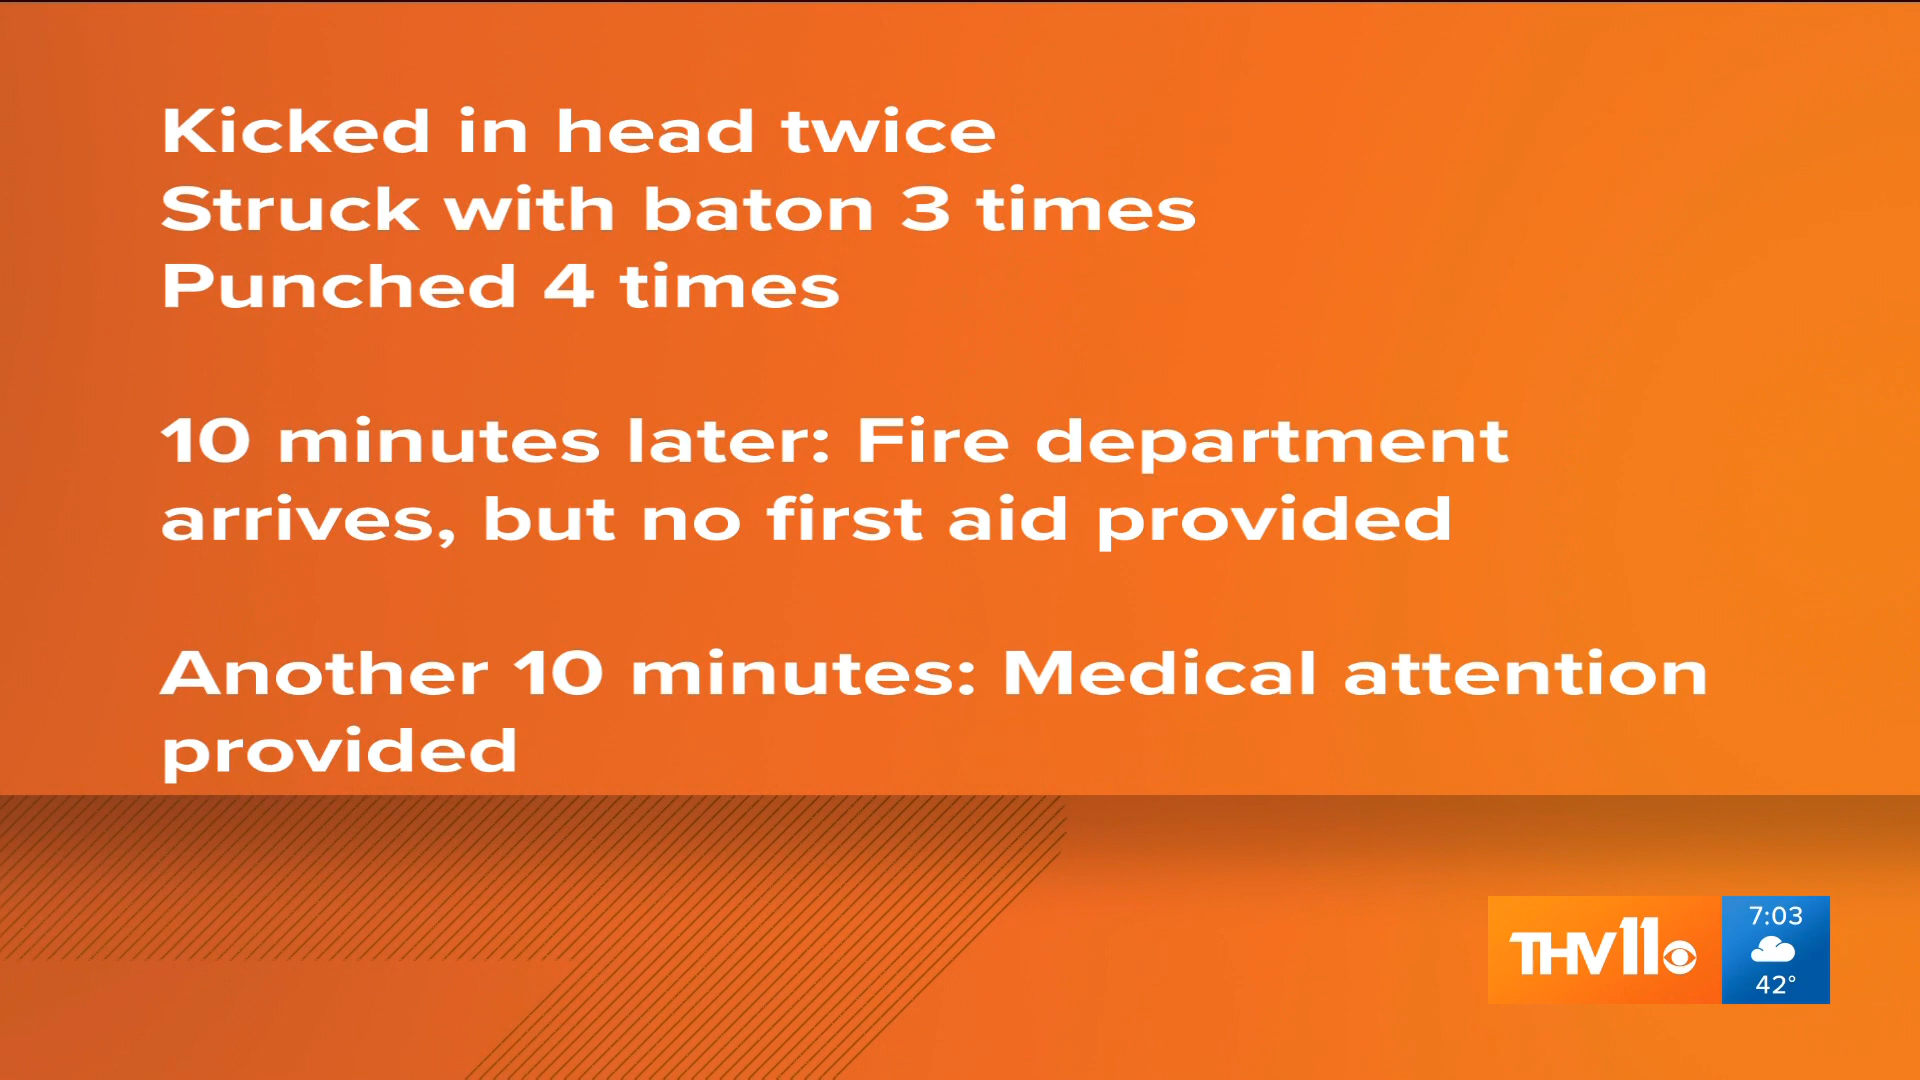 Kicked in head twice
Struck with baton 3 times
Punched 4 times
10 minutes later: Fire department
arrives, but no first aid provided
Another 10 minutes: Medical attention
provided
THV11
7:03
42°